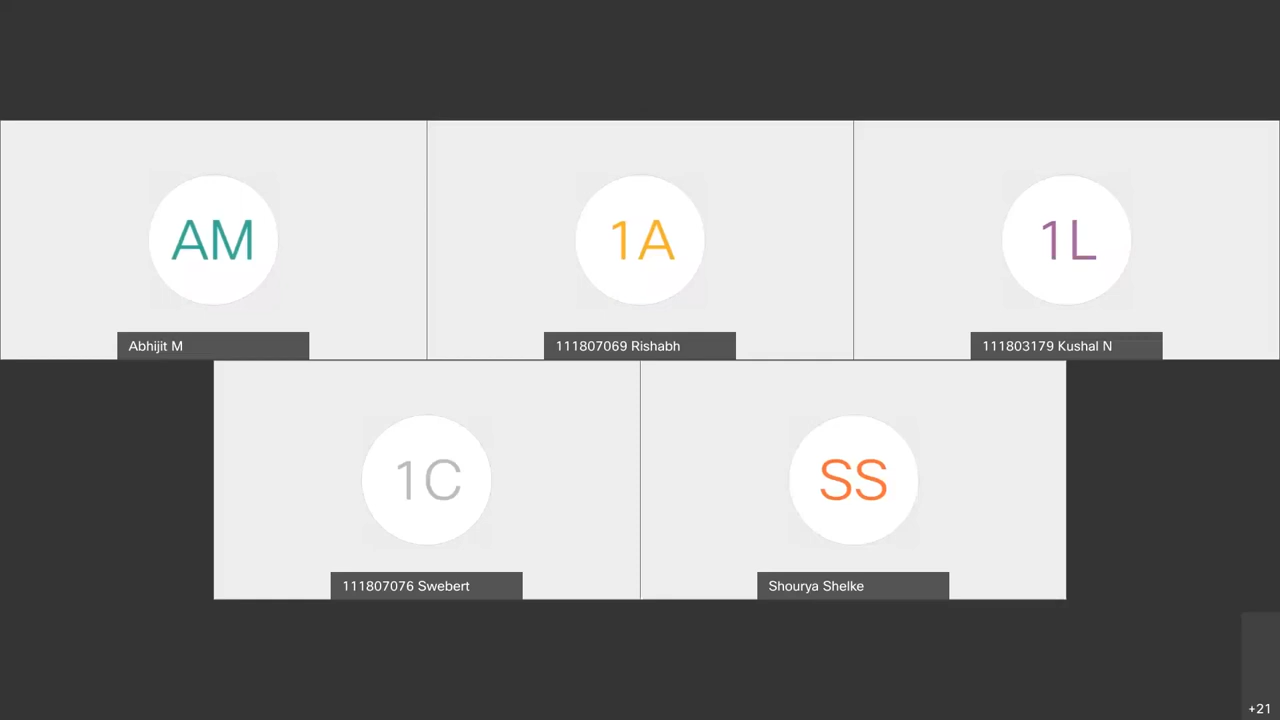 AM
1A
1L
Abhijit M
111807069 Rishabh
111803179 Kushal N
1C
SS
111807076 Swebert
Shourya Shelke
+21